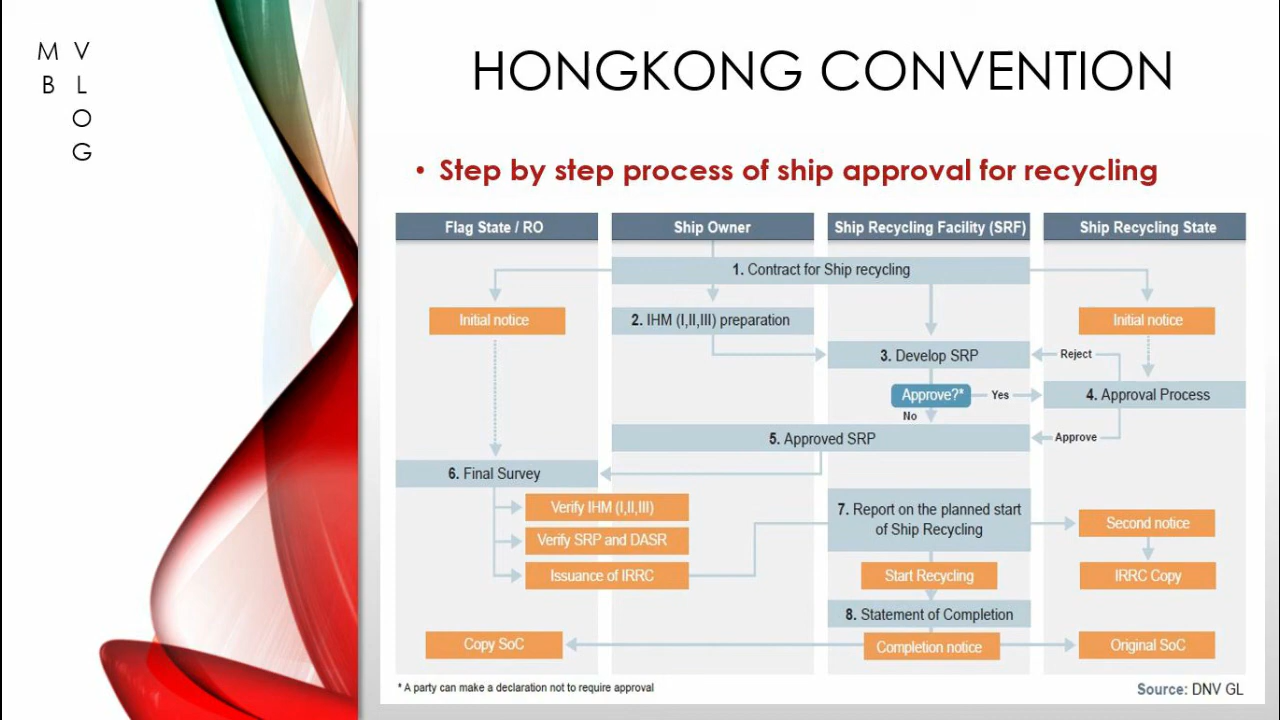 M V
B L
O
G
HONGKONG CONVENTION
• Step by step process of ship approval for recycling
Flag State / RO
Ship Owner
Ship Recycling Facility (SRF)
Ship Recycling State
1. Contract for Ship recycling
Initial notice
2. IHM (I,II,III) preparation
Initial notice
3. Develop SRP
Reject
Approve?*
Yes
4. Approval Process
No
5. Approved SRP
Approve
6. Final Survey
Verify IHM (I,II,III)
Verify SRP and DASR
Issuance of IRRC
7. Report on the planned start
of Ship Recycling
Second notice
Start Recycling
IRRC Copy
8. Statement of Completion
Copy SoC
Completion notice
Original SoC
* A party can make a declaration not to require approval
Source: DNV GL